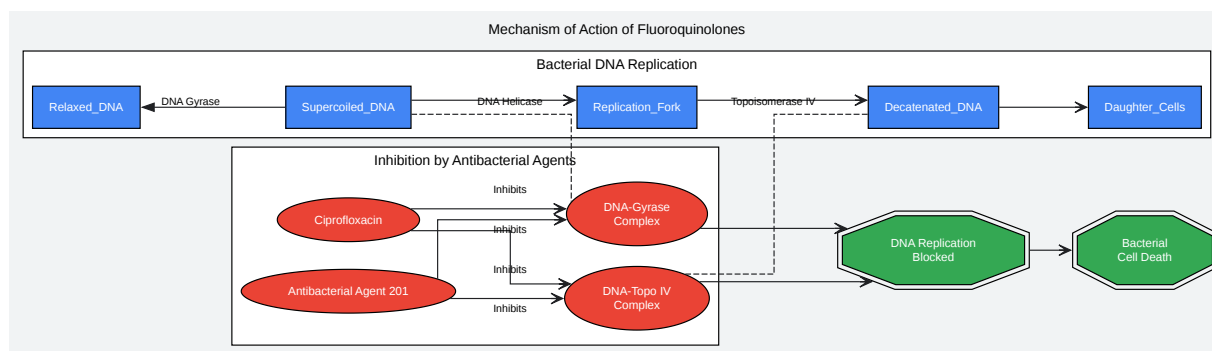 Mechanism of Action of Fluoroquinolones
Bacterial DNA Replication
Relaxed_DNA
DNA Gyrase
Supercoiled_DNA
DNA Helicase
Replication_Fork
Topoisomerase IV
Decatenated_DNA
Daughter_Cells
Inhibition by Antibacterial Agents
Ciprofloxacin
Antibacterial Agent 201
Inhibits
Inhibits
Inhibits
Inhibits
DNA-Gyrase
Complex
DNA-Topo IV
Complex
DNA Replication
Blocked
Bacterial
Cell Death